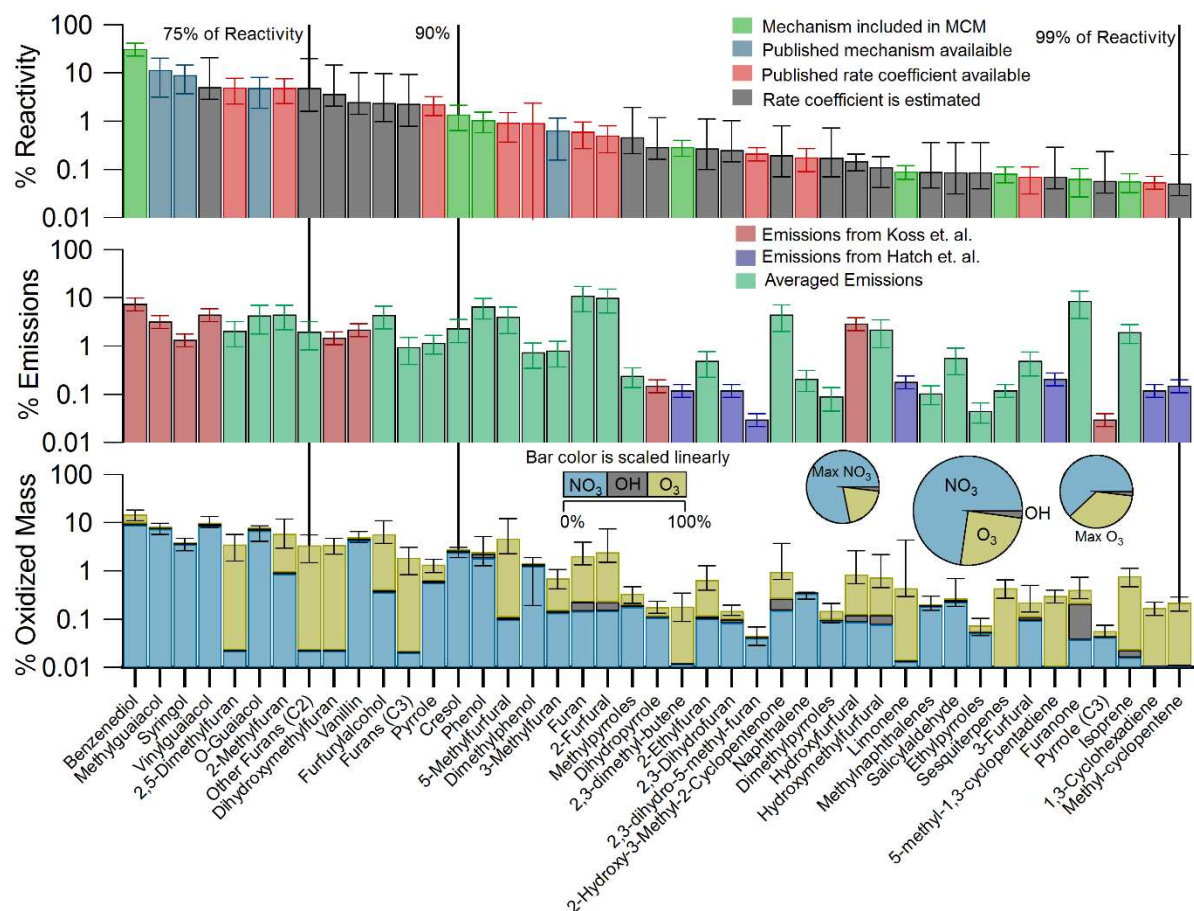 100
10
1
0.1
0.01
% Reactivity
75% of Reactivity
90%
99% of Reactivity
Mechanism included in MCM
Published mechanism available
Published rate coefficient available
Rate coefficient is estimated
100
10
1
0.1
0.01
% Emissions
Emissions from Koss et. al.
Emissions from Hatch et. al.
Averaged Emissions
100
10
1
0.1
0.01
% Oxidized Mass
Bar color is scaled linearly
NO3 OH O3
0% 100%
Max NO3
NO3
O3
OH
Max O3
Benzenediol
Methylguaiacol
Syringol
Vinylguaiacol
2,5-Dimethylfuran
O-Guaiacol
2-Methylfuran
Other Furans (C2)
Dihydroxymethylfuran
Vanillin
Furfurylalcohol
Furans (C3)
Pyrrole
Cresol
Phenol
5-Methylfurfural
Dimethylphenol
3-Methylfuran
Furan
2-Furfural
Methylpyrroles
Dihydropyrrole
2,3-dimethyl-butene
2-Ethylfuran
2,3-Dihydrofuran
2,3-dihydro-5-methyl-furan
2-Hydroxy-3-Methyl-2-Cyclopentenone
Naphthalene
Dimethylpyrroles
Hydroxyfurfural
Hydroxymethylfurfural
Limonene
Methylnaphthalenes
Salicylaldehyde
Ethylpyrroles
Sesquiterpenes
3-Furfural
5-methyl-1,3-cyclopentadiene
Furanone
Pyrrole (C3)
Isoprene
1,3-Cyclohexadiene
Methyl-cyclopentene